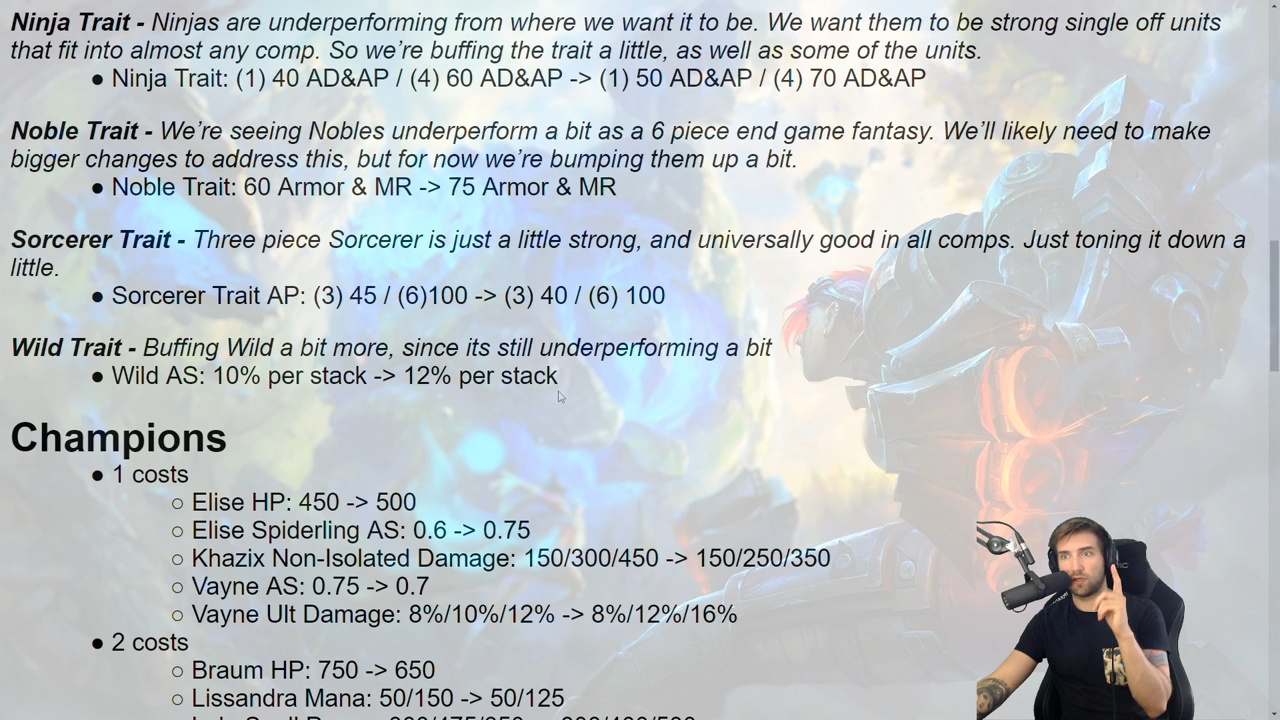 Ninja Trait - Ninjas are underperforming from where we want it to be. We want them to be strong single off units
that fit into almost any comp. So we’re buffing the trait a little, as well as some of the units.
● Ninja Trait: (1) 40 AD&AP / (4) 60 AD&AP -> (1) 50 AD&AP / (4) 70 AD&AP
Noble Trait - We’re seeing Nobles underperform a bit as a 6 piece end game fantasy. We’ll likely need to make
bigger changes to address this, but for now we’re bumping them up a bit.
● Noble Trait: 60 Armor & MR -> 75 Armor & MR
Sorcerer Trait - Three piece Sorcerer is just a little strong, and universally good in all comps. Just toning it down a
little.
● Sorcerer Trait AP: (3) 45 / (6)100 -> (3) 40 / (6) 100
Wild Trait - Buffing Wild a bit more, since its still underperforming a bit
● Wild AS: 10% per stack -> 12% per stack
Champions
● 1 costs
○ Elise HP: 450 -> 500
○ Elise Spiderling AS: 0.6 -> 0.75
○ Khazix Non-Isolated Damage: 150/300/450 -> 150/250/350
○ Vayne AS: 0.75 -> 0.7
○ Vayne Ult Damage: 8%/10%/12% -> 8%/12%/16%
● 2 costs
○ Braum HP: 750 -> 650
○ Lissandra Mana: 50/150 -> 50/125